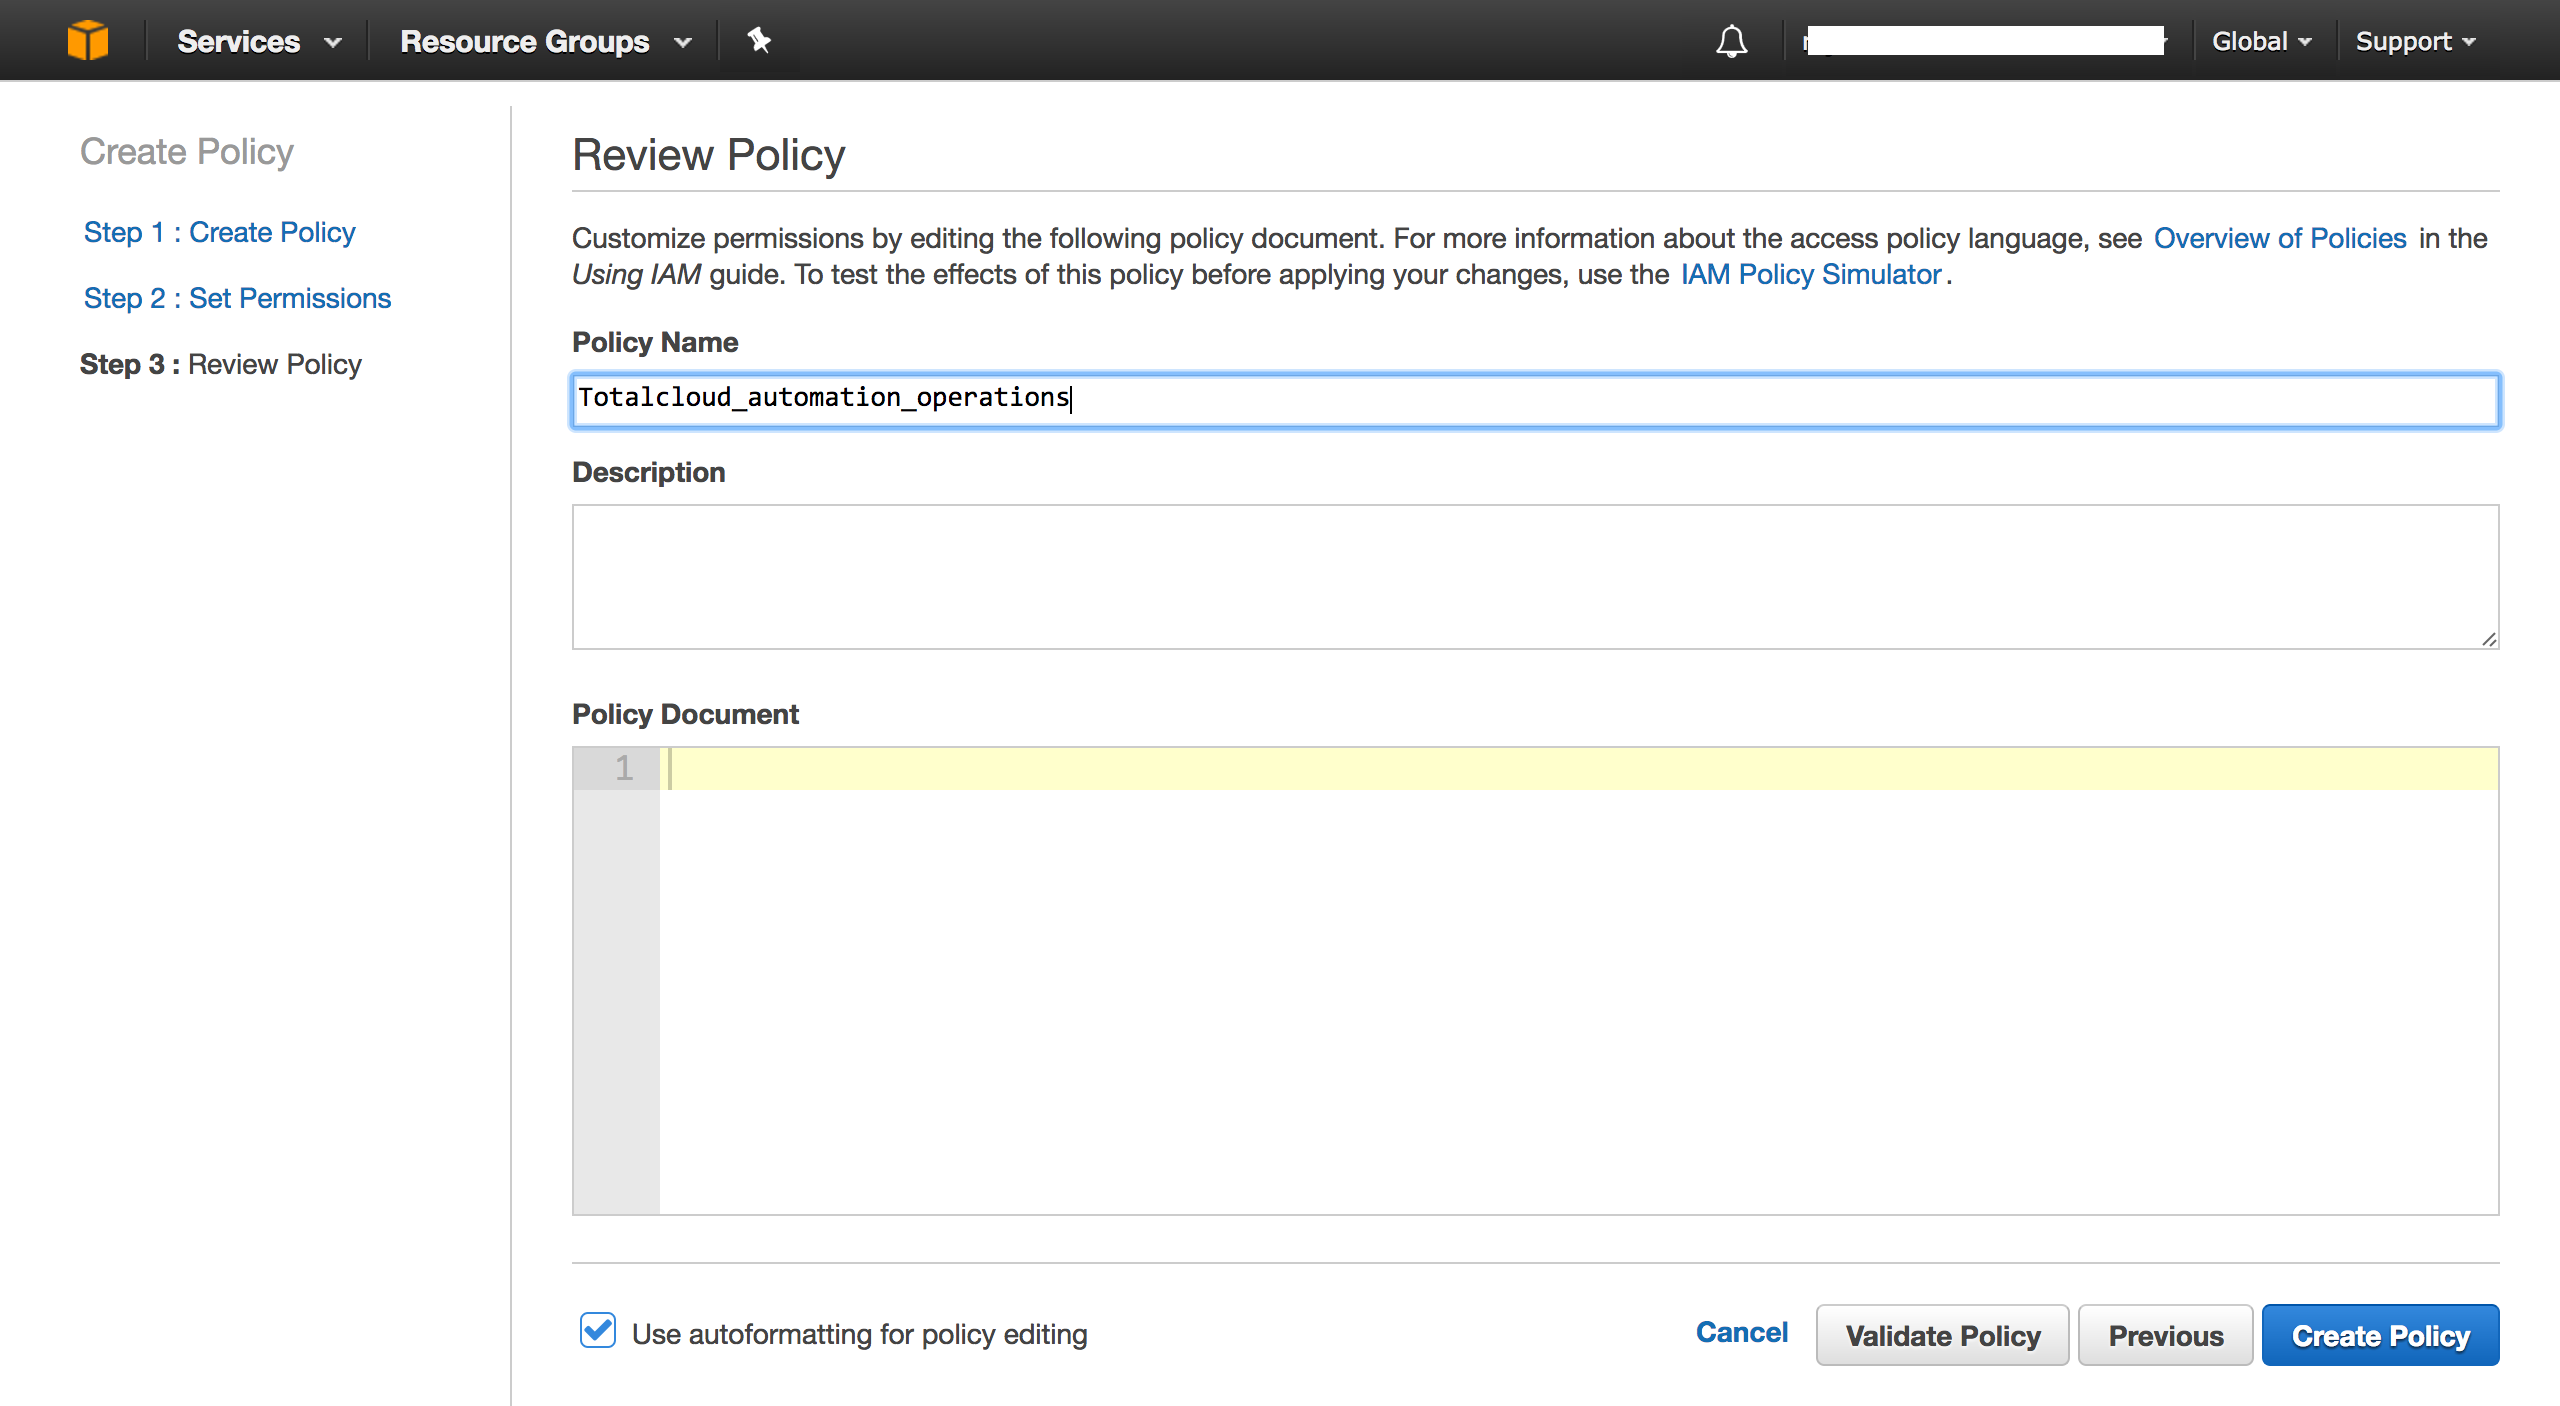 Services
Resource Groups
Global
Support
Create Policy
Step 1 : Create Policy
Step 2 : Set Permissions
Step 3 : Review Policy
Review Policy
Customize permissions by editing the following policy document. For more information about the access policy language, see Overview of Policies in the
Using IAM guide. To test the effects of this policy before applying your changes, use the IAM Policy Simulator.
Policy Name
Totalcloud_automation_operations
Description
Policy Document
1
Use autoformatting for policy editing
Cancel
Validate Policy
Previous
Create Policy